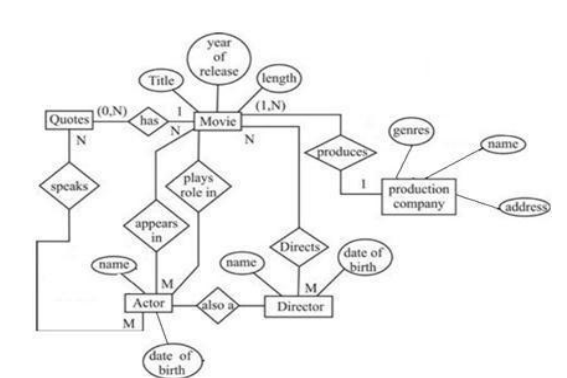 year
of
release
Title
length
Quotes
(0,N)
has
1
Movie
(1,N)
N
N
N
genres
name
produces
speaks
plays
role in
1
production
company
address
appears
in
Directs
date of
birth
name
name
M
M
Actor
also a
Director
M
date of
birth